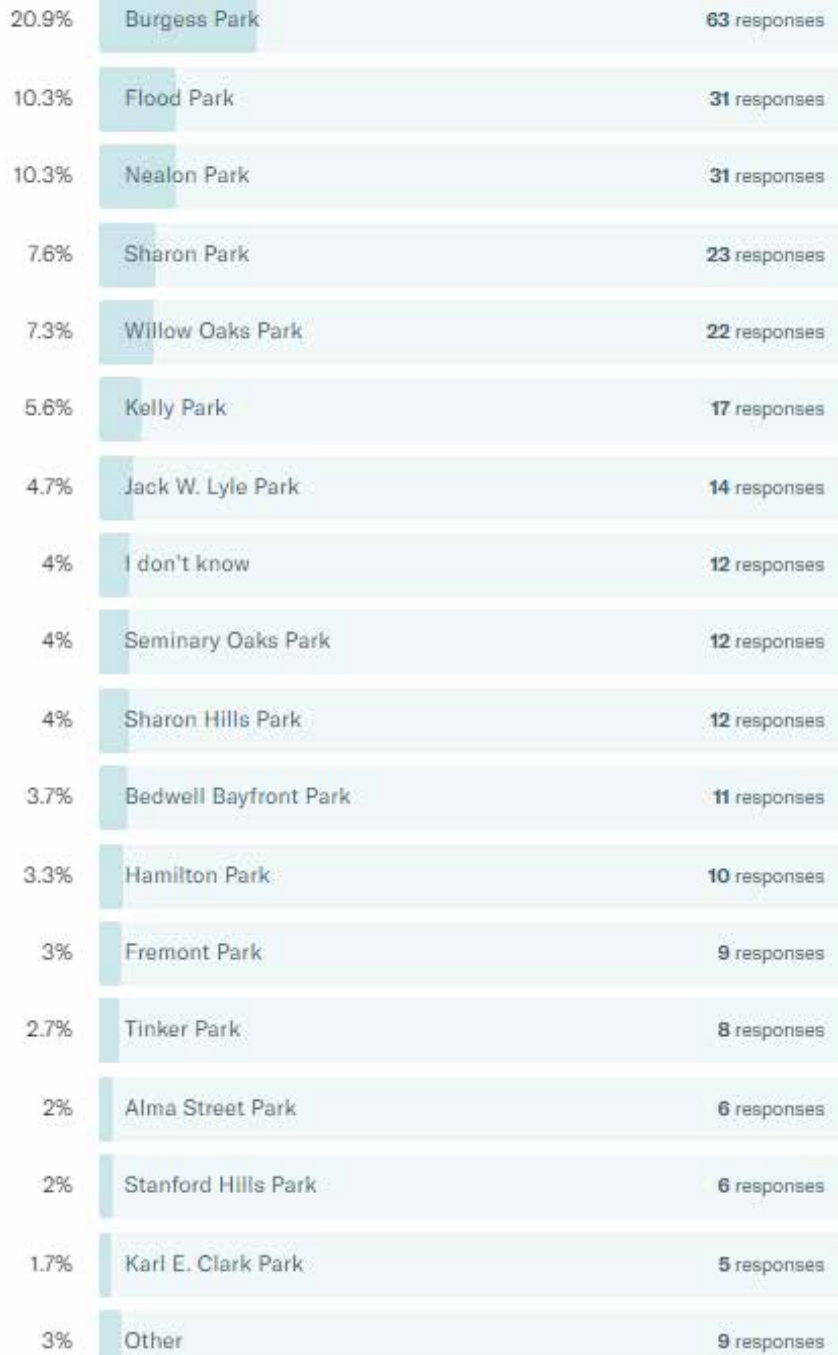 20.9% Burgess Park 63 responses
10.3% Flood Park 31 responses
10.3% Nealon Park 31 responses
7.6% Sharon Park 23 responses
7.3% Willow Oaks Park 22 responses
5.6% Kelly Park 17 responses
4.7% Jack W. Lyle Park 14 responses
4% I don't know 12 responses
4% Seminary Oaks Park 12 responses
4% Sharon Hills Park 12 responses
3.7% Bedwell Bayfront Park 11 responses
3.3% Hamilton Park 10 responses
3% Fremont Park 9 responses
2.7% Tinker Park 8 responses
2% Alma Street Park 6 responses
2% Stanford Hills Park 6 responses
1.7% Karl E. Clark Park 5 responses
3% Other 9 responses